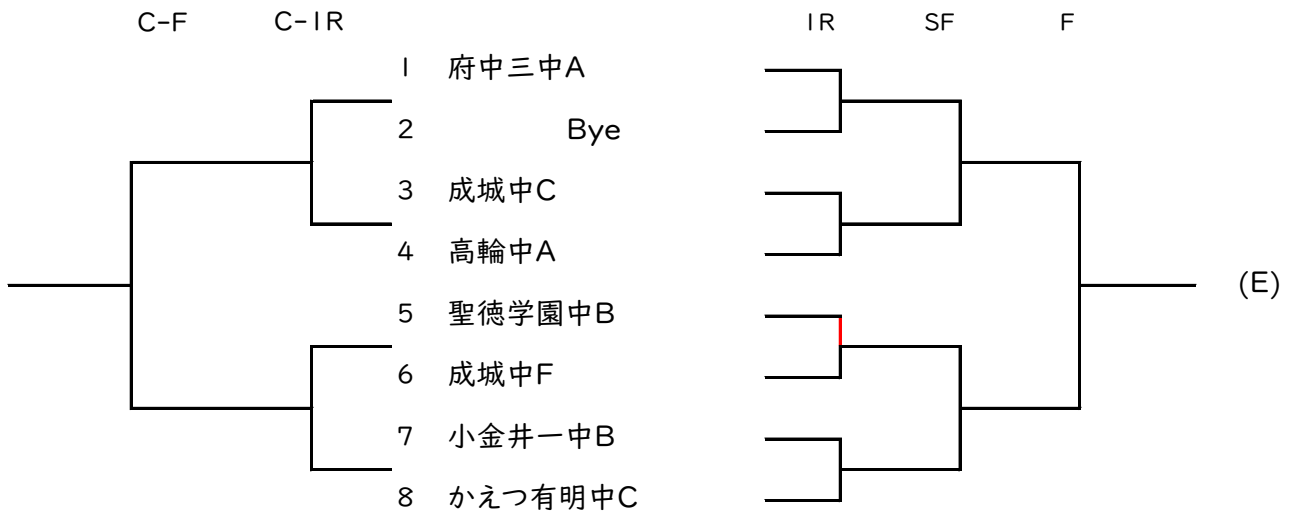 C-F C-1R 1R SF F
1 府中三中A
2 Bye
3 成城中C
4 高輪中A
(E)
5 聖徳学園中B
6 成城中F
7 小金井一中B
8 かえつ有明中C